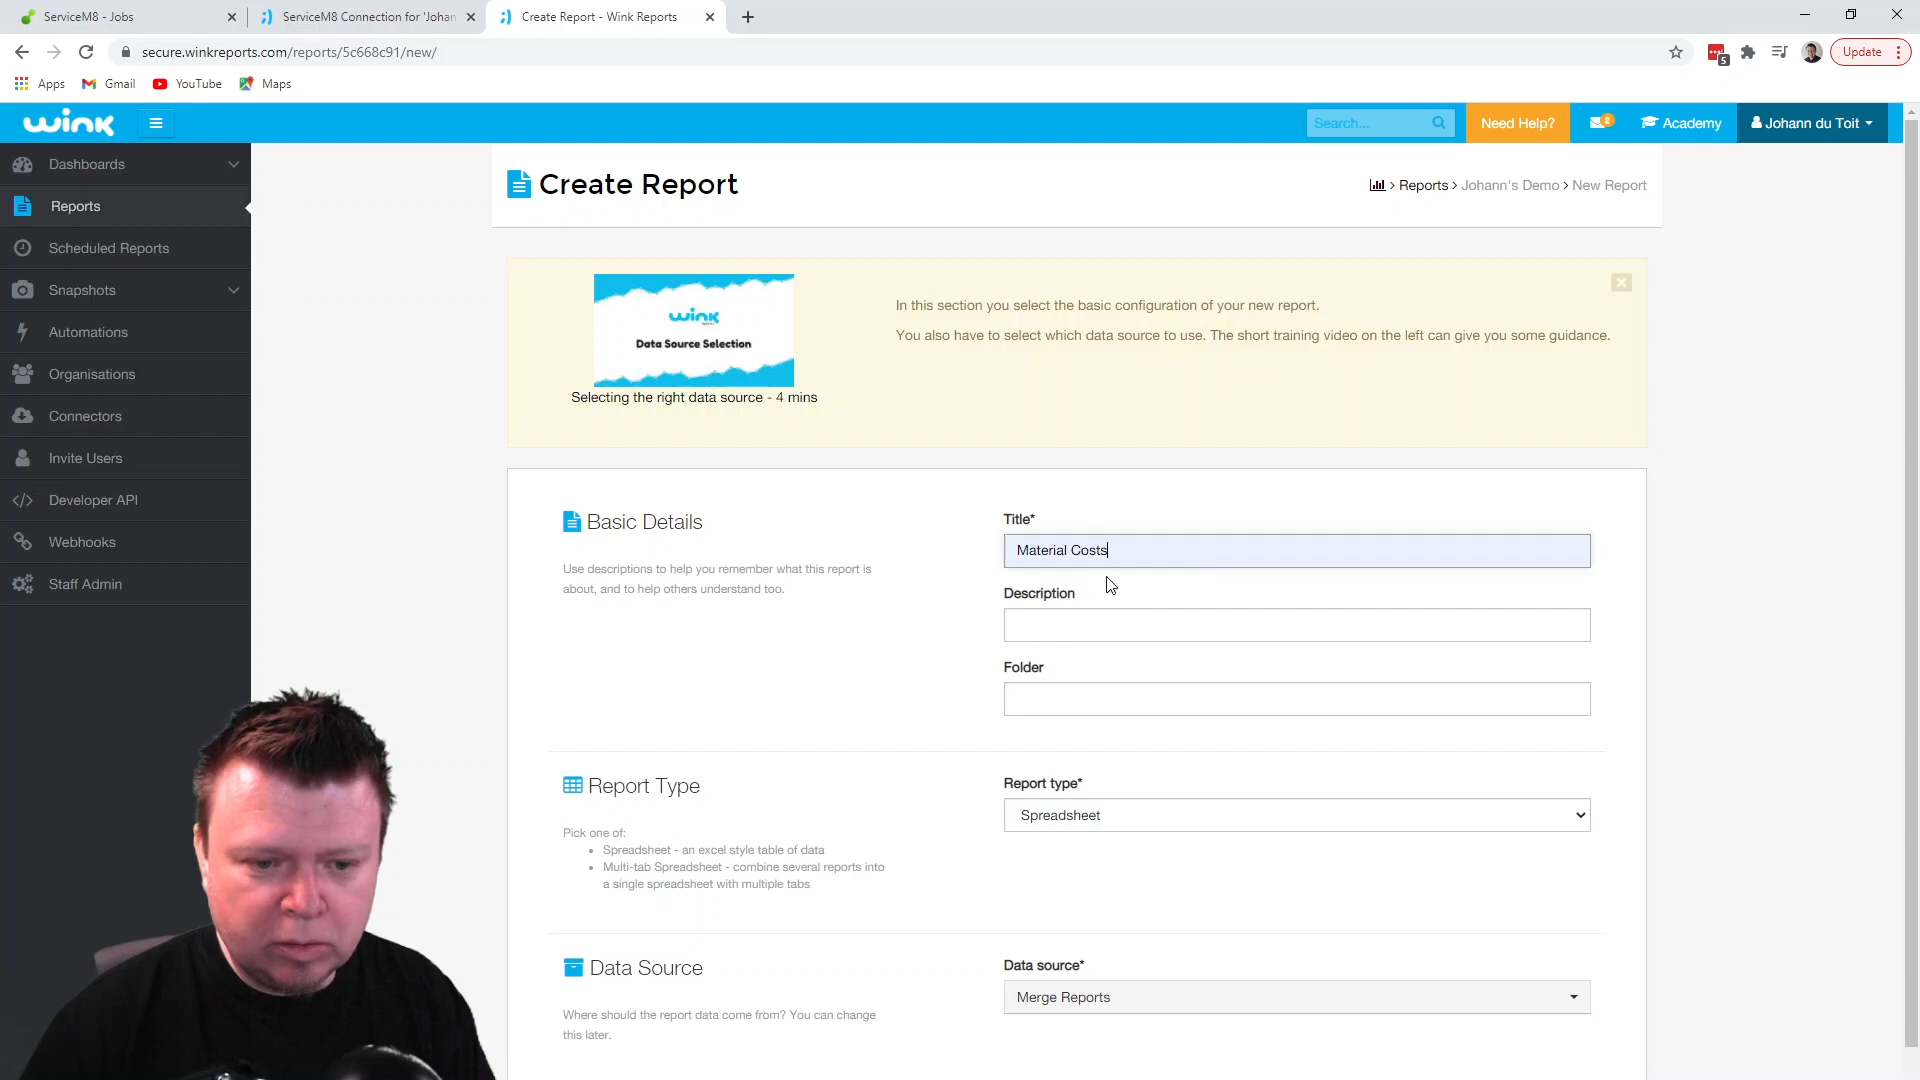 ServiceM8 - Jobs
ServiceM8 Connection for 'Johan
Create Report - Wink Reports
secure.winkreports.com/reports/5c668c91/new/
5
Update
Apps
Gmail
YouTube
Maps
wink
Search...
Need Help?
2
Academy
Johann du Toit
Dashboards
Reports
Scheduled Reports
Snapshots
Automations
Organisations
Connectors
Invite Users
Developer API
Webhooks
Staff Admin
Create Report
> Reports > Johann's Demo > New Report
wink
Data Source Selection
Selecting the right data source - 4 mins
In this section you select the basic configuration of your new report.
You also have to select which data source to use. The short training video on the left can give you some guidance.
Basic Details
Use descriptions to help you remember what this report is
about, and to help others understand too.
Title*
Material Costs
Description
Folder
Report Type
Pick one of:
• Spreadsheet - an excel style table of data
• Multi-tab Spreadsheet - combine several reports into
a single spreadsheet with multiple tabs
Report type*
Spreadsheet
Data Source
Where should the report data come from? You can change
this later.
Data source*
Merge Reports